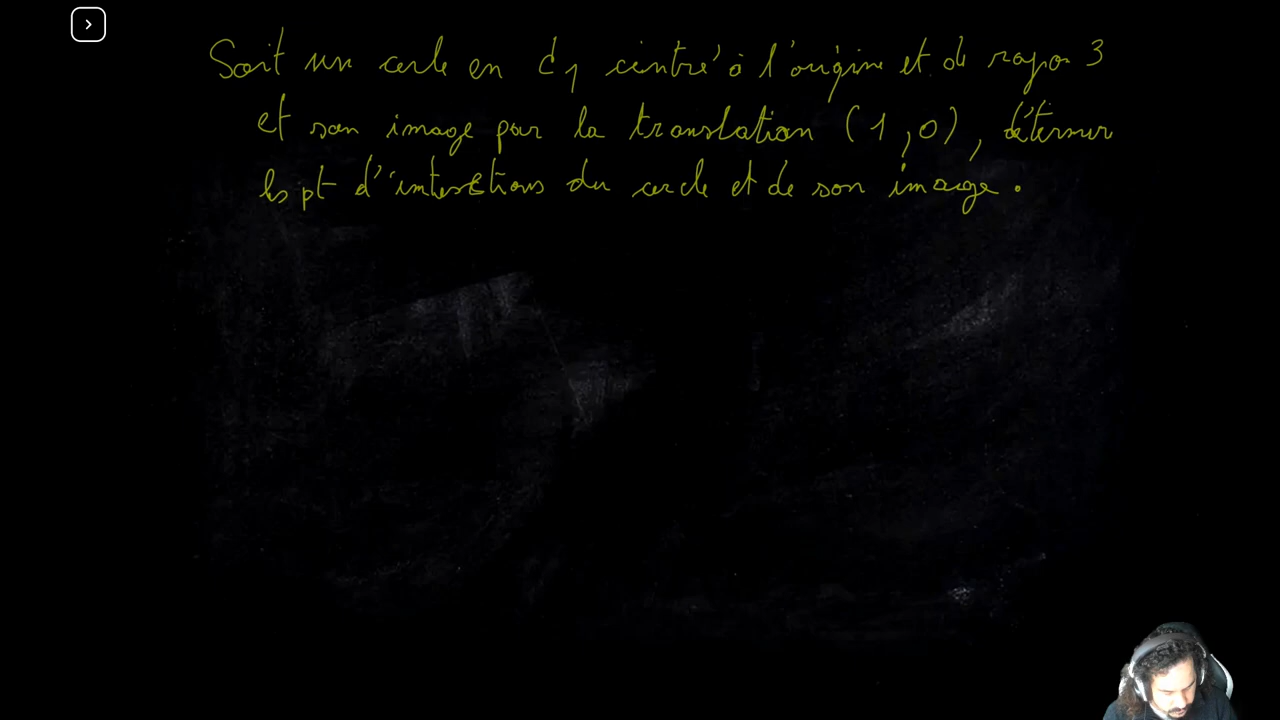 Soit un cercle en d1 centré à l'origine et de rayon 3
et son image par la translation (1,0), déterminer
les pt d'intersections du cercle et de son image.